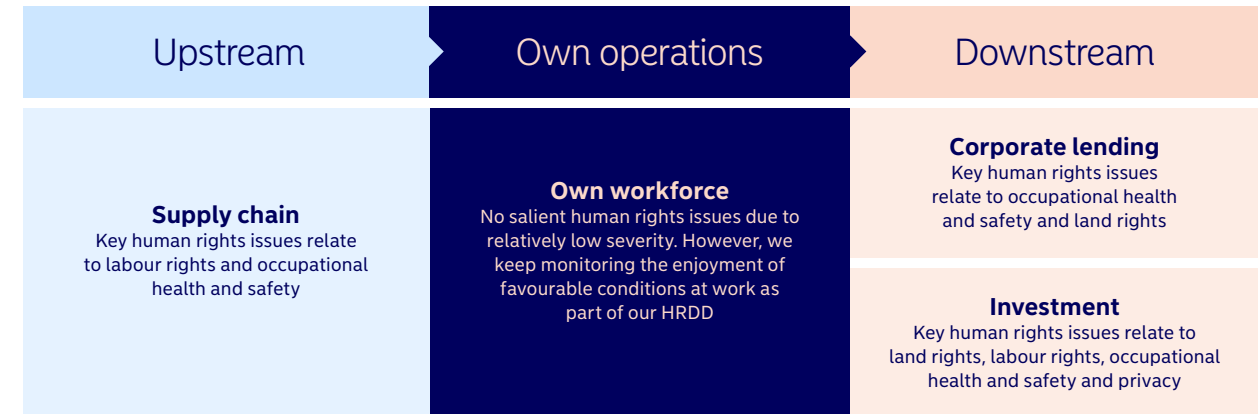 Upstream
Own operations
Downstream
Supply chain
Key human rights issues relate
to labour rights and occupational
health and safety
Own workforce
No salient human rights issues due to
relatively low severity. However, we
keep monitoring the enjoyment of
favourable conditions at work as
part of our HRDD
Corporate lending
Key human rights issues
relate to occupational health
and safety and land rights
Investment
Key human rights issues relate to
land rights, labour rights, occupational
health and safety and privacy